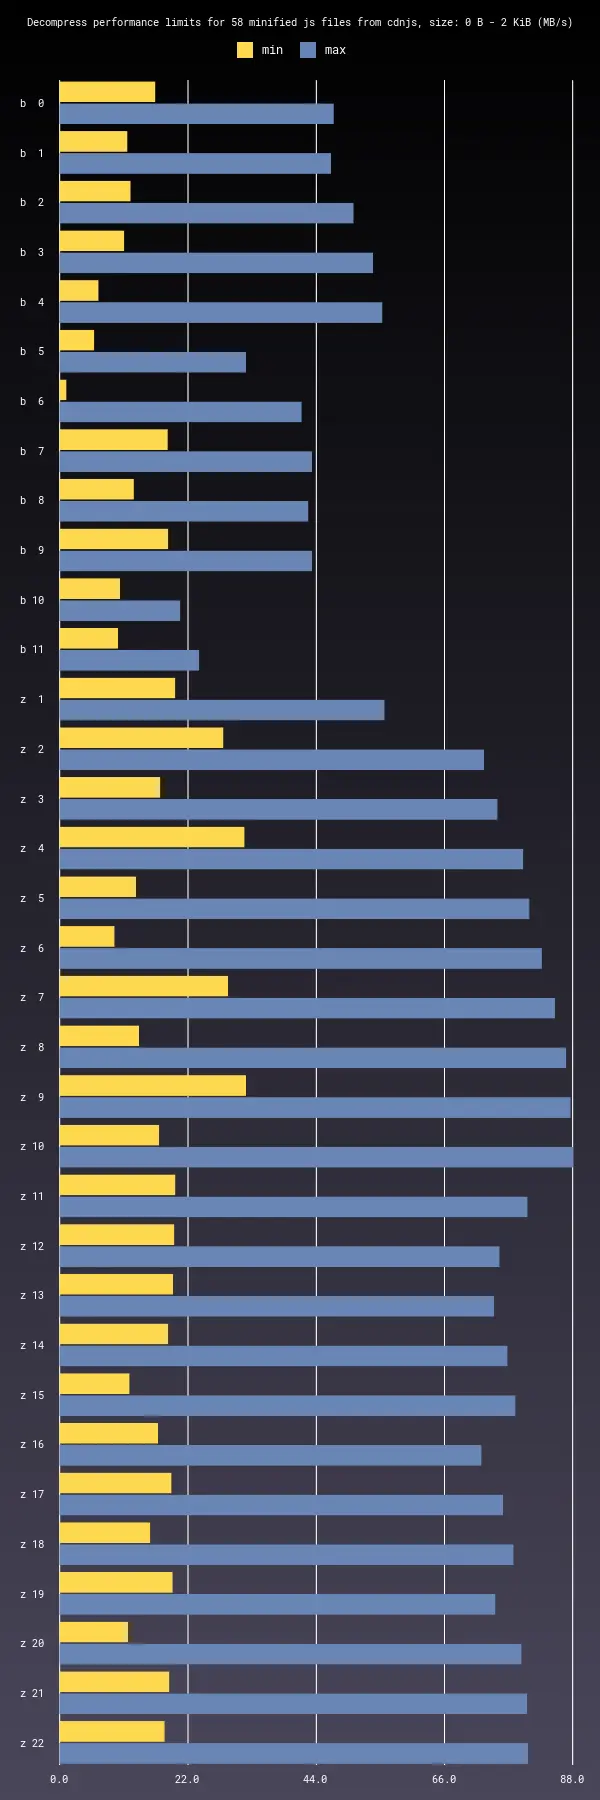 Decompress performance limits for 58 minified js files from cdnjs, size: 0 B - 2 KiB (MB/s)
min max
b 0
b 1
b 2
b 3
b 4
b 5
b 6
b 7
b 8
b 9
b 10
b 11
z 1
z 2
z 3
z 4
z 5
z 6
z 7
z 8
z 9
z 10
z 11
z 12
z 13
z 14
z 15
z 16
z 17
z 18
z 19
z 20
z 21
z 22
0.0 22.0 44.0 66.0 88.0